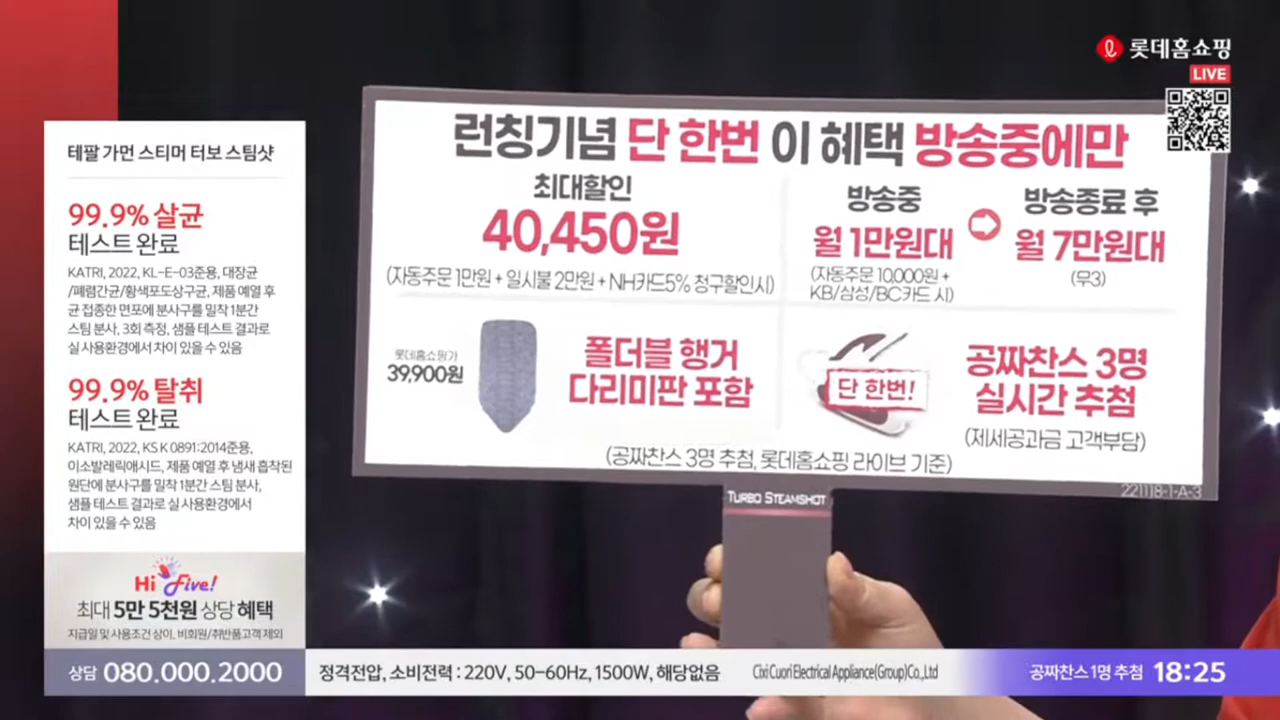 롯데홈쇼핑
LIVE
테팔 가먼 스티머 터보 스팀샷
99.9% 살균
테스트 완료
KATRI, 2022, KL-E-03준용, 대장균
/폐렴간균/황색포도상구균, 제품 예열 후
균 접종한 면포에 분사구를 밀착 1분간
스팀 분사, 3회 측정, 샘플 테스트 결과로
실 사용환경에서 차이 있을 수 있음
99.9% 탈취
테스트 완료
KATRI, 2022, KS K 0891:2014준용,
이소발레릭애시드, 제품 예열 후 냄새 흡착된
원단에 분사구를 밀착 1분간 스팀 분사,
샘플 테스트 결과로 실 사용환경에서
차이 있을 수 있음
Hi Five!
최대 5만 5천원 상당 혜택
지급일 및 사용조건 상이, 비회원/취반품고객 제외
런칭기념 단 한번 이 혜택 방송중에만
최대할인
40,450원
(자동주문 1만원 + 일시불 2만원 + NH카드5% 청구할인시)
방송중
월 1만원대
(자동주문 10,000원 +
KB/삼성/BC카드 시)
방송종료 후
월 7만원대
(무3)
롯데홈쇼핑가
39,900원
폴더블 행거
다리미판 포함
단 한번!
공짜찬스 3명
실시간 추첨
(제세공과금 고객부담)
(공짜찬스 3명 추첨, 롯데홈쇼핑 라이브 기준)
221118-1-A-3
TURBO STEAMSHOT
상담 080.000.2000
정격전압, 소비전력 : 220V, 50-60Hz, 1500W, 해당없음
Cixi Cuori Electrical Appliance(Group)Co.,Ltd
공짜찬스 1명 추첨 18:25